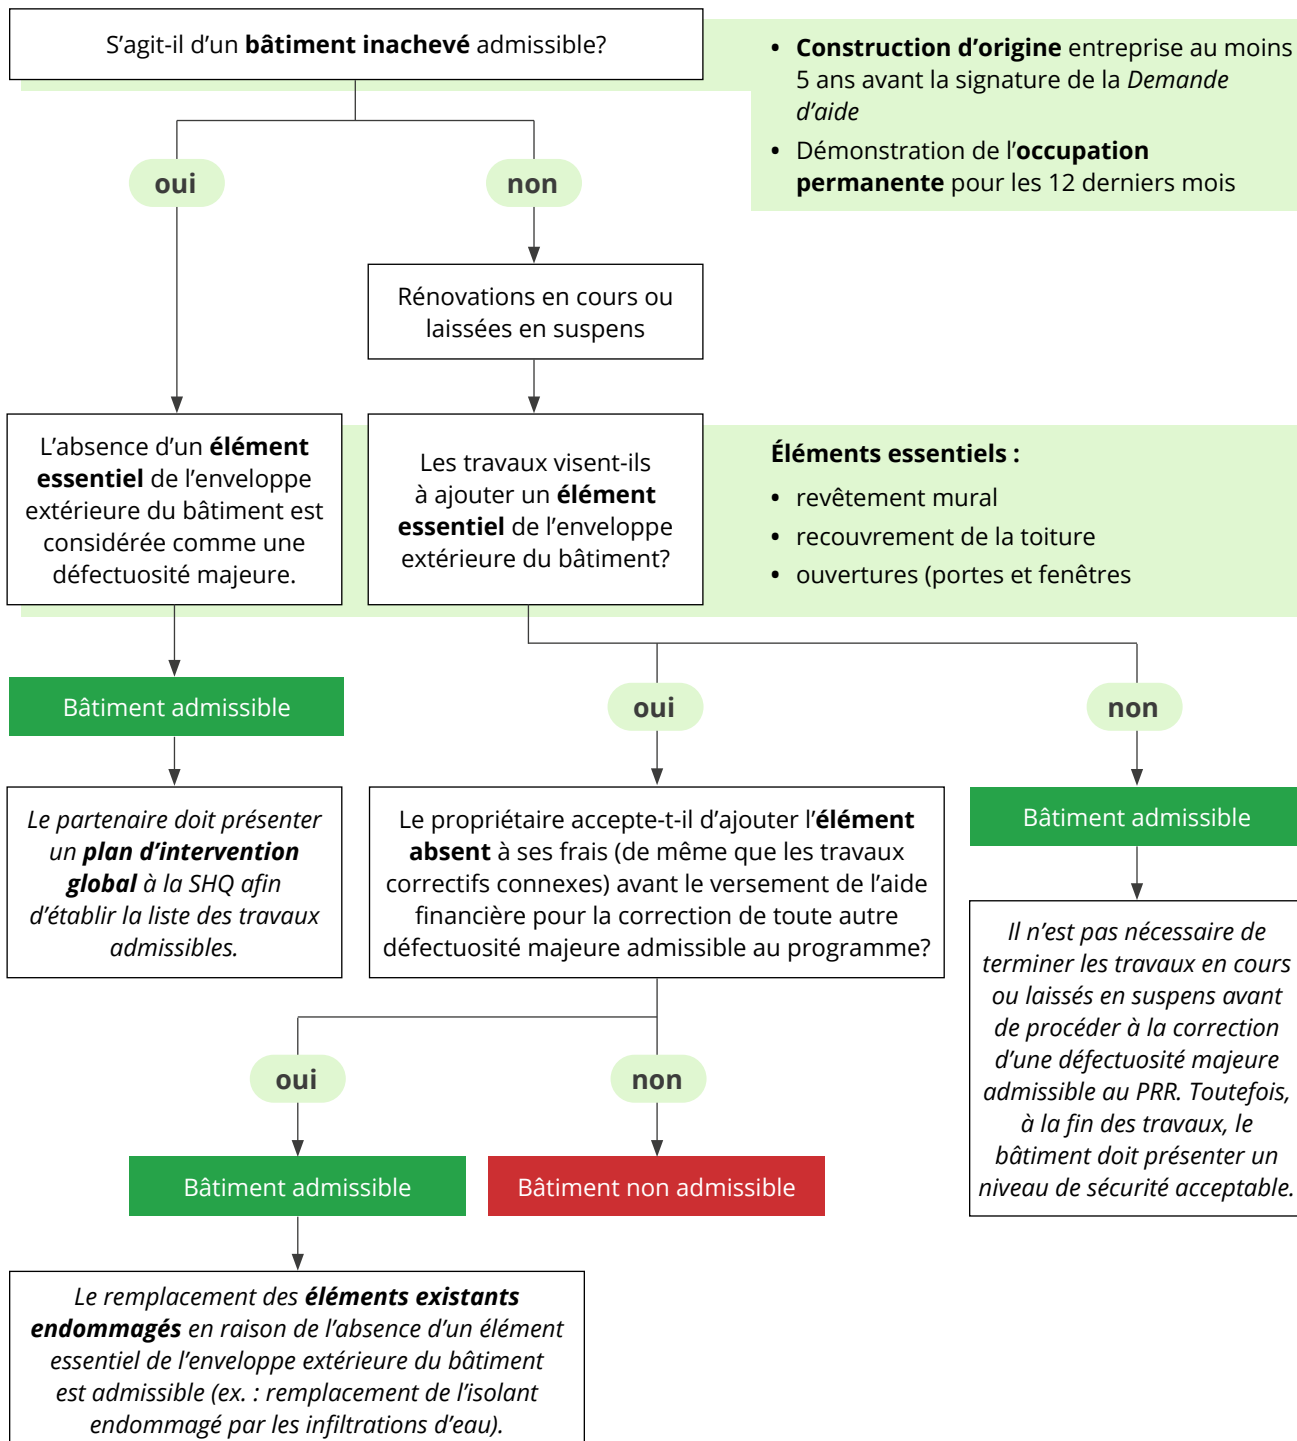 S’agit-il d’un bâtiment inachevé admissible?
• Construction d’origine entreprise au moins
5 ans avant la signature de la Demande
d’aide
• Démonstration de l’occupation
permanente pour les 12 derniers mois
oui
non
Rénovations en cours ou
laissées en suspens
L’absence d’un élément
essentiel de l’enveloppe
extérieure du bâtiment est
considérée comme une
défectuosité majeure.
Les travaux visent-ils
à ajouter un élément
essentiel de l’enveloppe
extérieure du bâtiment?
Éléments essentiels :
• revêtement mural
• recouvrement de la toiture
• ouvertures (portes et fenêtres
Bâtiment admissible
oui
non
Le partenaire doit présenter
un plan d’intervention
global à la SHQ afin
d’établir la liste des travaux
admissibles.
Le propriétaire accepte-t-il d’ajouter l’élément
absent à ses frais (de même que les travaux
correctifs connexes) avant le versement de l’aide
financière pour la correction de toute autre
défectuosité majeure admissible au programme?
Bâtiment admissible
Il n’est pas nécessaire de
terminer les travaux en cours
ou laissés en suspens avant
de procéder à la correction
d’une défectuosité majeure
admissible au PRR. Toutefois,
à la fin des travaux, le
bâtiment doit présenter un
niveau de sécurité acceptable.
oui
non
Bâtiment admissible
Bâtiment non admissible
Le remplacement des éléments existants
endommagés en raison de l’absence d’un élément
essentiel de l’enveloppe extérieure du bâtiment
est admissible (ex. : remplacement de l’isolant
endommagé par les infiltrations d’eau).